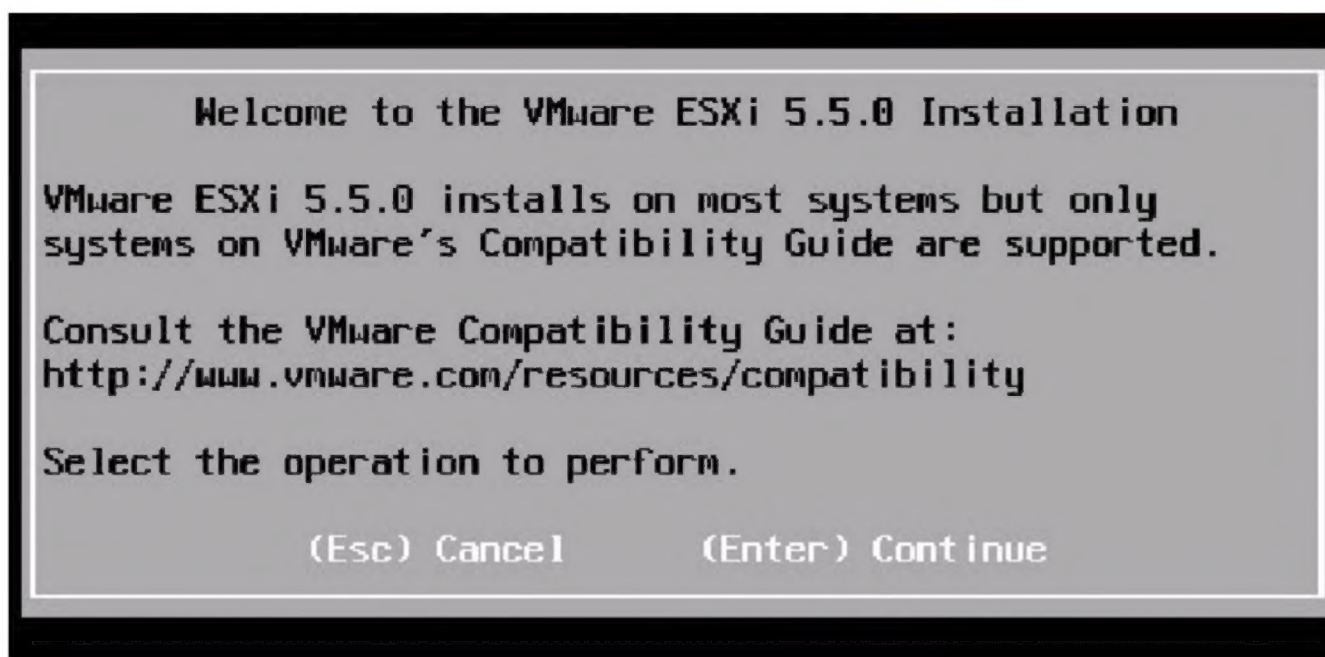 Welcome to the VMware ESXi 5.5.0 Installation
VMware ESXi 5.5.0 installs on most systems but only
systems on VMware's Compatibility Guide are supported.
Consult the VMware Compatibility Guide at:
http://www.vmware.com/resources/compatibility
Select the operation to perform.
(Esc) Cancel (Enter) Continue